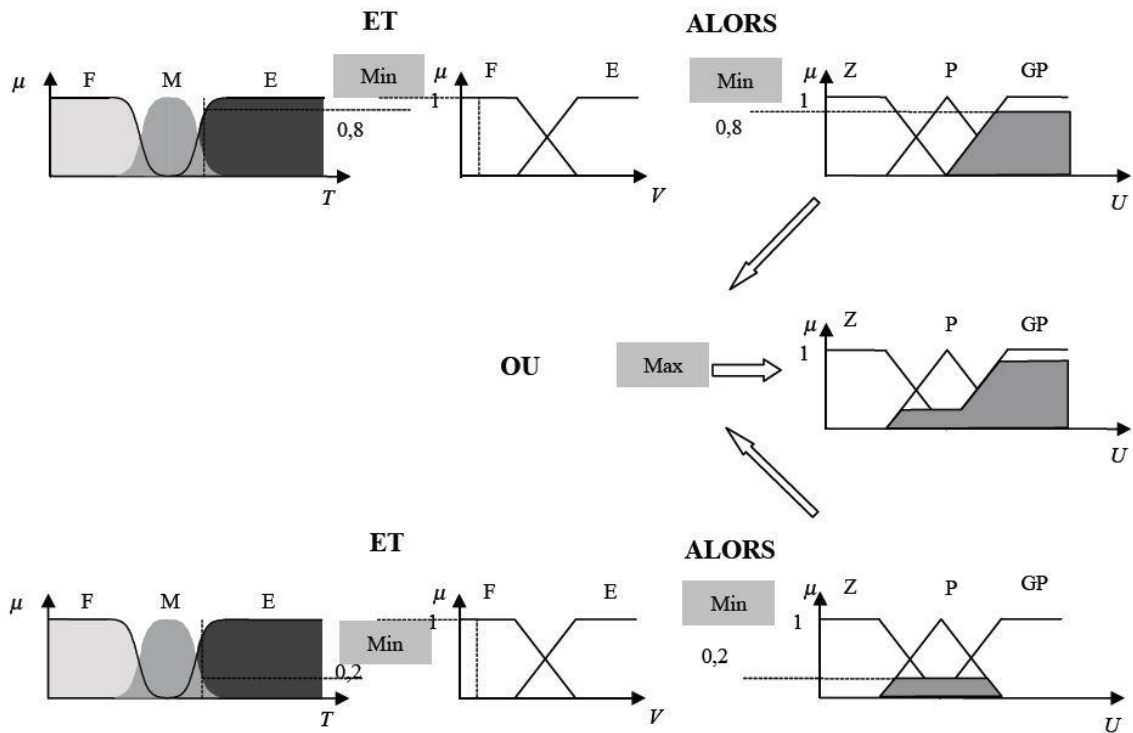 ET ALORS
μ F M E Min μ F E Min μ Z P GP
1 1
0,8 0,8
T V U
μ Z P GP
OU Max 1
U
ET ALORS
μ F M E μ F E Min μ Z P GP
Min 1 1
0,2 0,2
T V U